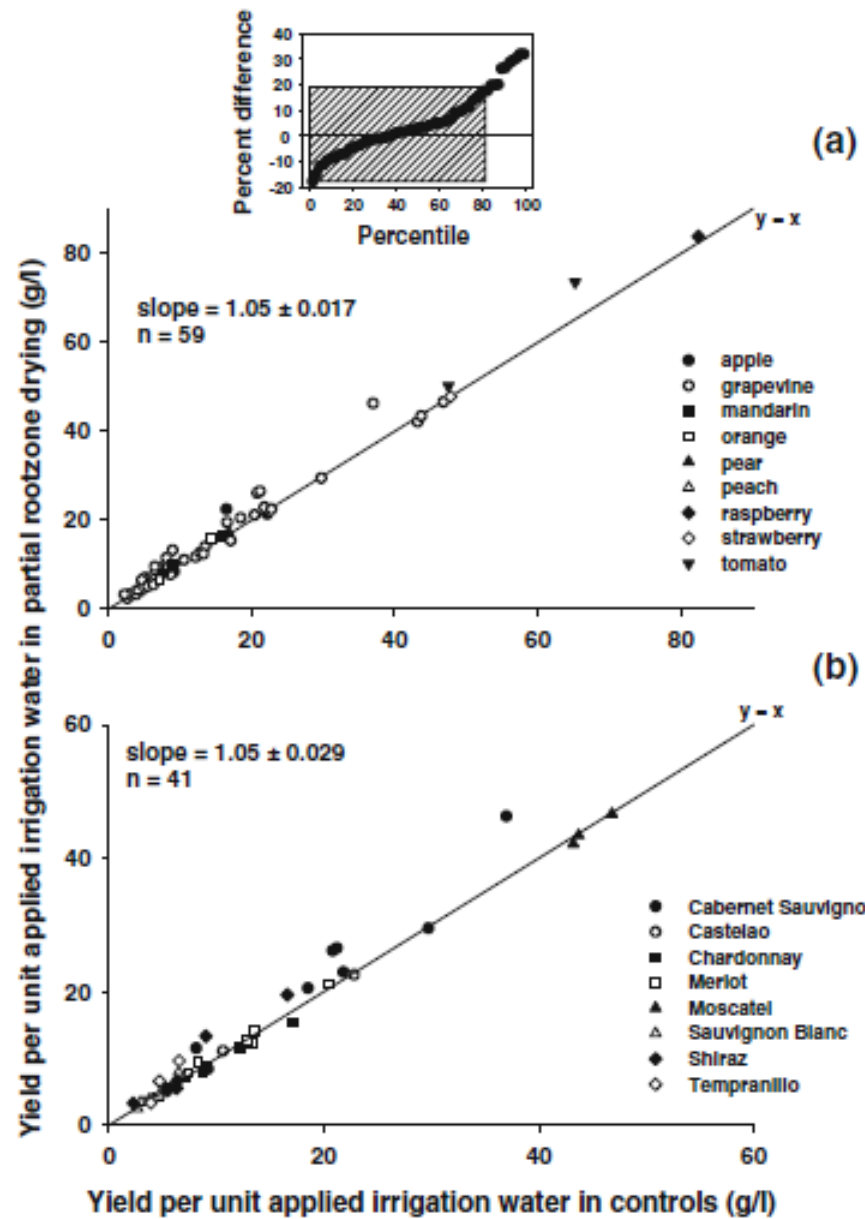 Percent difference
40
30
20
10
0
-10
-20
0 20 40 60 80 100
Percentile
(a)
Yield per unit applied irrigation water in partial rootzone drying (g/l)
y = x
80
60
40
20
0
slope = 1.05 ± 0.017
n = 59
apple
grapevine
mandarin
orange
pear
peach
raspberry
strawberry
tomato
0 20 40 60 80
(b)
y = x
60
40
20
0
slope = 1.05 ± 0.029
n = 41
Cabernet Sauvigno
Castelao
Chardonnay
Merlot
Moscatel
Sauvignon Blanc
Shiraz
Tempranillo
0 20 40 60
Yield per unit applied irrigation water in controls (g/l)